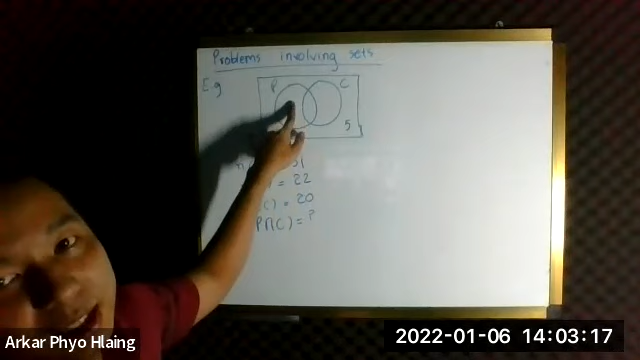 Problems involving sets
E.g
P C
5
= 22
(C) = 20
P∩C) = ?
Arkar Phyo Hlaing
2022-01-06 14:03:17